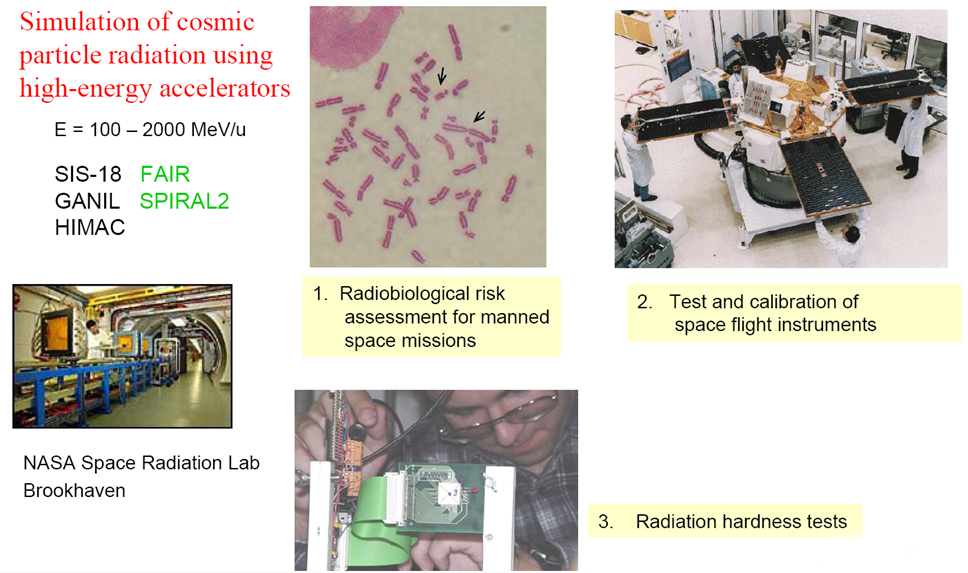 Simulation of cosmic
particle radiation using
high-energy accelerators
E = 100 – 2000 MeV/u
SIS-18 FAIR
GANIL SPIRAL2
HIMAC
NASA Space Radiation Lab
Brookhaven
1. Radiobiological risk
assessment for manned
space missions
2. Test and calibration of
space flight instruments
3. Radiation hardness tests